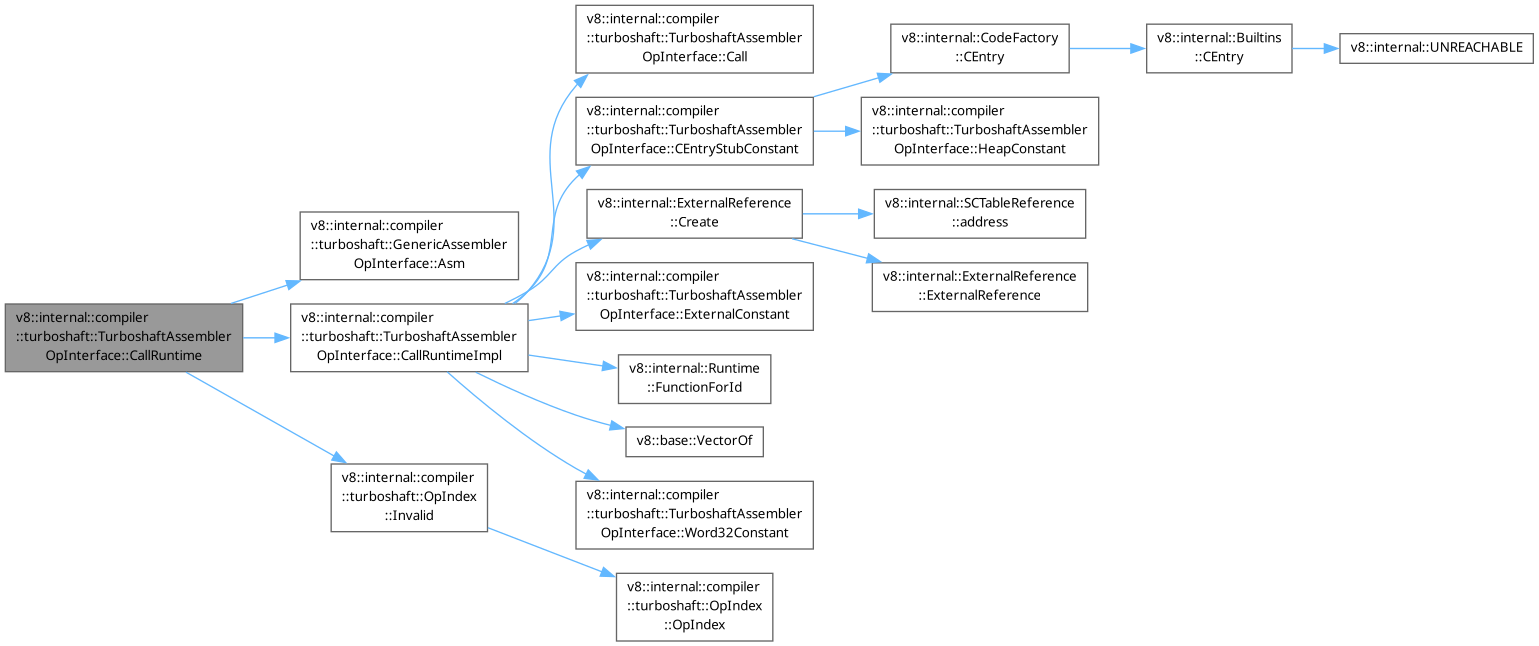 v8::internal::compiler
::turboshaft::TurboshaftAssembler
OpInterface::CallRuntime
v8::internal::compiler
::turboshaft::GenericAssembler
OpInterface::Asm
v8::internal::compiler
::turboshaft::TurboshaftAssembler
OpInterface::CallRuntimeImpl
v8::internal::compiler
::turboshaft::OpIndex
::Invalid
v8::internal::compiler
::turboshaft::TurboshaftAssembler
OpInterface::Call
v8::internal::compiler
::turboshaft::TurboshaftAssembler
OpInterface::CEntryStubConstant
v8::internal::ExternalReference
::Create
v8::internal::compiler
::turboshaft::TurboshaftAssembler
OpInterface::ExternalConstant
v8::internal::Runtime
::FunctionForId
v8::base::VectorOf
v8::internal::compiler
::turboshaft::TurboshaftAssembler
OpInterface::Word32Constant
v8::internal::compiler
::turboshaft::OpIndex
::OpIndex
v8::internal::CodeFactory
::CEntry
v8::internal::compiler
::turboshaft::TurboshaftAssembler
OpInterface::HeapConstant
v8::internal::SCTableReference
::address
v8::internal::ExternalReference
::ExternalReference
v8::internal::Builtins
::CEntry
v8::internal::UNREACHABLE